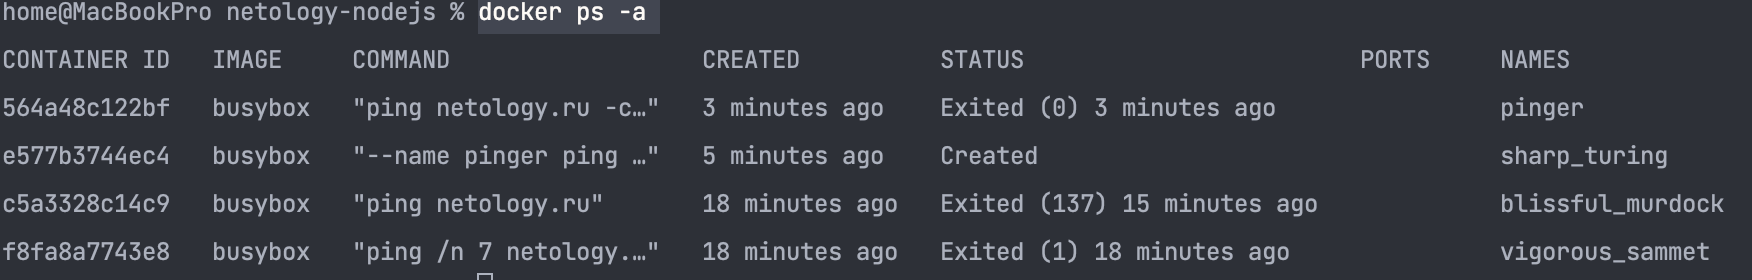 home@MacBookPro netology-nodejs % docker ps -a
CONTAINER ID   IMAGE     COMMAND                  CREATED          STATUS                        PORTS     NAMES
564a48c122bf   busybox   "ping netology.ru -c…"   3 minutes ago    Exited (0) 3 minutes ago                pinger
e577b3744ec4   busybox   "--name pinger ping …"   5 minutes ago    Created                                 sharp_turing
c5a3328c14c9   busybox   "ping netology.ru"       18 minutes ago   Exited (137) 15 minutes ago             blissful_murdock
f8fa8a7743e8   busybox   "ping /n 7 netology.…"   18 minutes ago   Exited (1) 18 minutes ago               vigorous_sammet